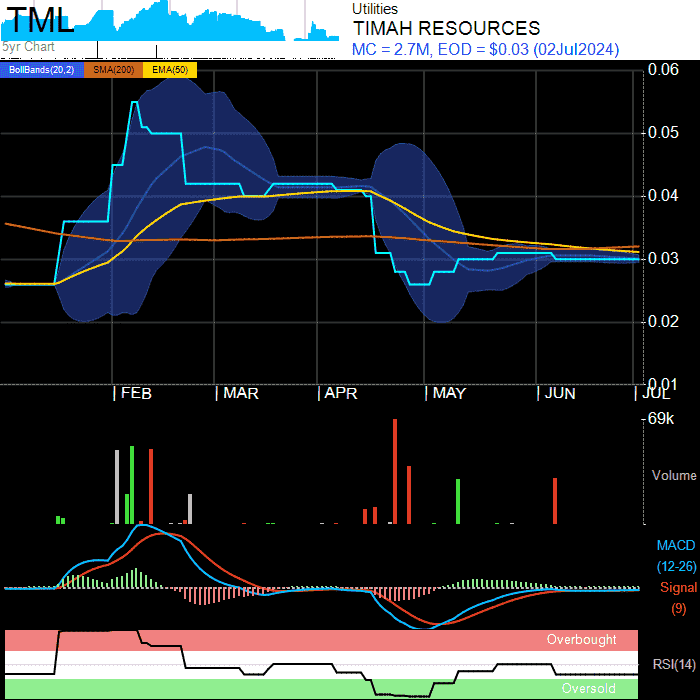 TML
5yr Chart
Utilities
TIMAH RESOURCES
MC = 2.7M, EOD = $0.03 (02Jul2024)
BollBands(20,2) SMA(200) EMA(50)
0.06
0.05
0.04
0.03
0.02
0.01
FEB MAR APR MAY JUN JUL
69k
Volume
MACD
(12-26)
Signal
(9)
Overbought
RSI(14)
Oversold